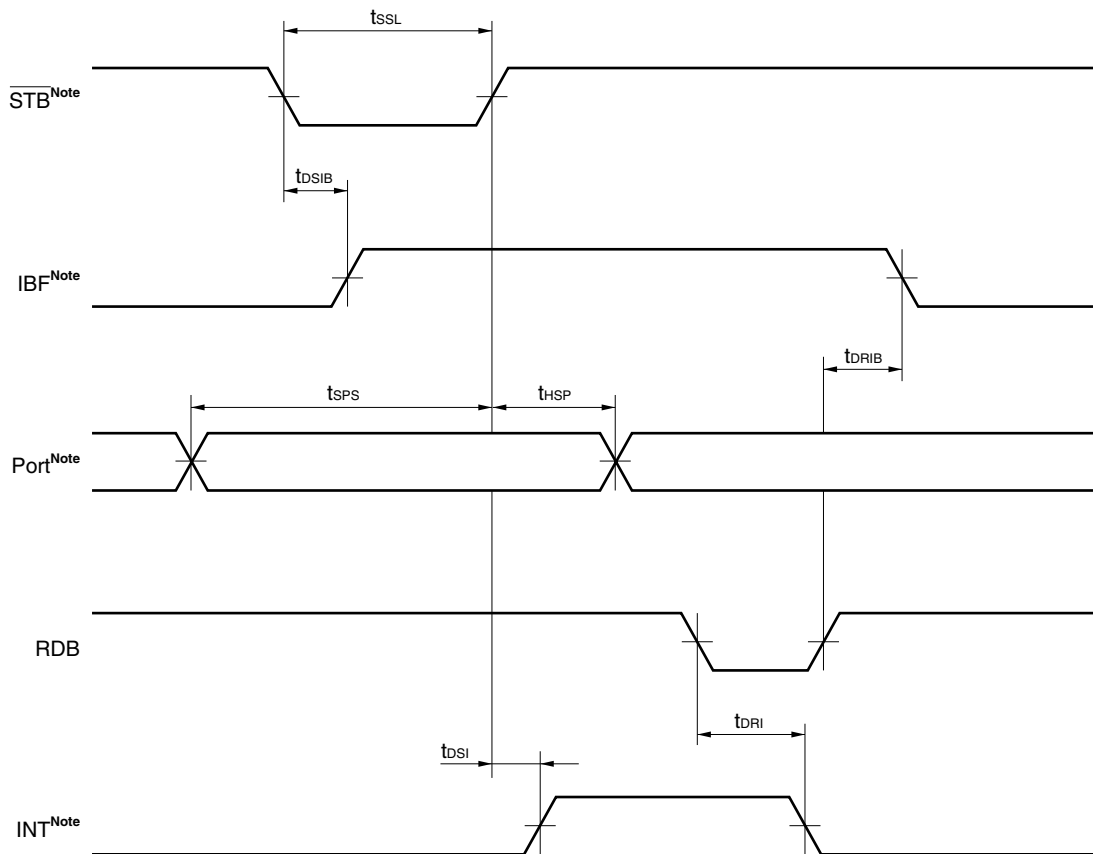 tSSL
STBNote
tDSIB
IBFNote
tDRIB
tSPS
tHSP
PortNote
RDB
tDRI
tDSI
INTNote